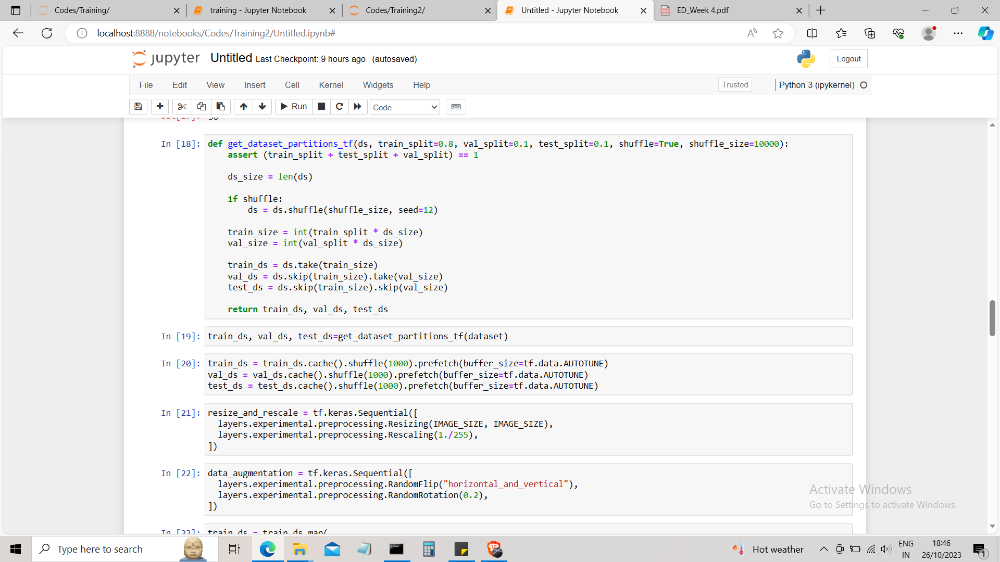 Codes/Training/
training - Jupyter Notebook
Codes/Training2/
Untitled - Jupyter Notebook
ED_Week 4.pdf
localhost:8888/notebooks/Codes/Training2/Untitled.ipynb#
jupyter Untitled Last Checkpoint: 9 hours ago (autosaved)
Logout
File Edit View Insert Cell Kernel Widgets Help
Trusted
Python 3 (ipykernel)
Run
Code
Out[17]: 
In [18]: def get_dataset_partitions_tf(ds, train_split=0.8, val_split=0.1, test_split=0.1, shuffle=True, shuffle_size=10000):
    assert (train_split + test_split + val_split) == 1
    ds_size = len(ds)
    if shuffle:
        ds = ds.shuffle(shuffle_size, seed=12)
    train_size = int(train_split * ds_size)
    val_size = int(val_split * ds_size)
    train_ds = ds.take(train_size)
    val_ds = ds.skip(train_size).take(val_size)
    test_ds = ds.skip(train_size).skip(val_size)
    return train_ds, val_ds, test_ds
In [19]: train_ds, val_ds, test_ds=get_dataset_partitions_tf(dataset)
In [20]: train_ds = train_ds.cache().shuffle(1000).prefetch(buffer_size=tf.data.AUTOTUNE)
val_ds = val_ds.cache().shuffle(1000).prefetch(buffer_size=tf.data.AUTOTUNE)
test_ds = test_ds.cache().shuffle(1000).prefetch(buffer_size=tf.data.AUTOTUNE)
In [21]: resize_and_rescale = tf.keras.Sequential([
  layers.experimental.preprocessing.Resizing(IMAGE_SIZE, IMAGE_SIZE),
  layers.experimental.preprocessing.Rescaling(1./255),
])
In [22]: data_augmentation = tf.keras.Sequential([
  layers.experimental.preprocessing.RandomFlip("horizontal_and_vertical"),
  layers.experimental.preprocessing.RandomRotation(0.2),
])
In [23]: train_ds = train_ds.map(
Activate Windows
Go to Settings to activate Windows.
Type here to search
Hot weather
ENG
IN
18:46
26/10/2023
1